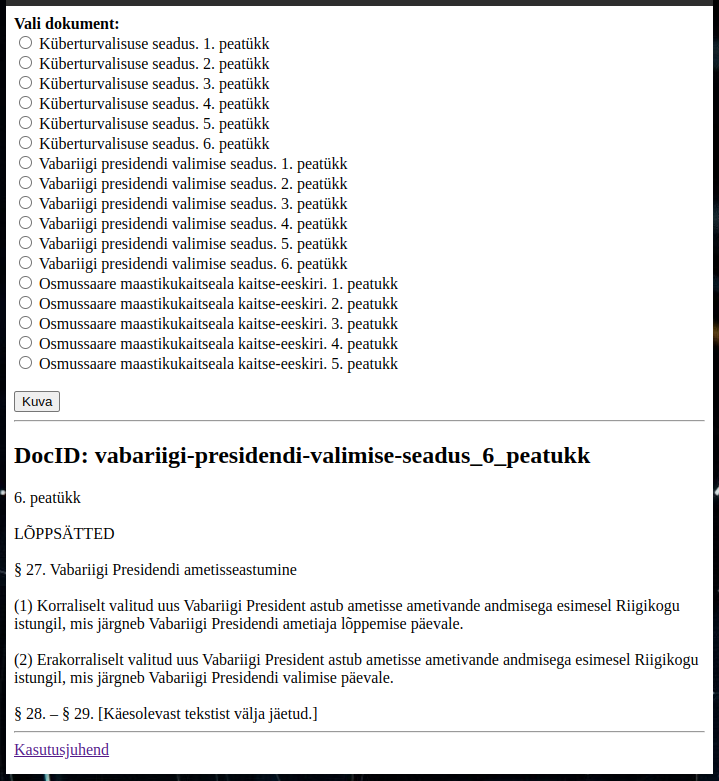 Vali dokument:
Küberturvalisuse seadus. 1. peatükk
Küberturvalisuse seadus. 2. peatükk
Küberturvalisuse seadus. 3. peatükk
Küberturvalisuse seadus. 4. peatükk
Küberturvalisuse seadus. 5. peatükk
Küberturvalisuse seadus. 6. peatükk
Vabariigi presidendi valimise seadus. 1. peatükk
Vabariigi presidendi valimise seadus. 2. peatükk
Vabariigi presidendi valimise seadus. 3. peatükk
Vabariigi presidendi valimise seadus. 4. peatükk
Vabariigi presidendi valimise seadus. 5. peatükk
Vabariigi presidendi valimise seadus. 6. peatükk
Osmussaare maastikukaitseala kaitse-eeskiri. 1. peatukk
Osmussaare maastikukaitseala kaitse-eeskiri. 2. peatukk
Osmussaare maastikukaitseala kaitse-eeskiri. 3. peatukk
Osmussaare maastikukaitseala kaitse-eeskiri. 4. peatukk
Osmussaare maastikukaitseala kaitse-eeskiri. 5. peatukk
Kuva
DocID: vabariigi-presidendi-valimise-seadus_6_peatukk
6. peatükk
LÕPPSÄTTED
§ 27. Vabariigi Presidendi ametisseastumine
(1) Korraliselt valitud uus Vabariigi President astub ametisse ametivande andmisega esimesel Riigikogu
istungil, mis järgneb Vabariigi Presidendi ametiaja lõppemise päevale.
(2) Erakorraliselt valitud uus Vabariigi President astub ametisse ametivande andmisega esimesel Riigikogu
istungil, mis järgneb Vabariigi Presidendi valimise päevale.
§ 28. – § 29. [Käesolevast tekstist välja jäetud.]
Kasutusjuhend